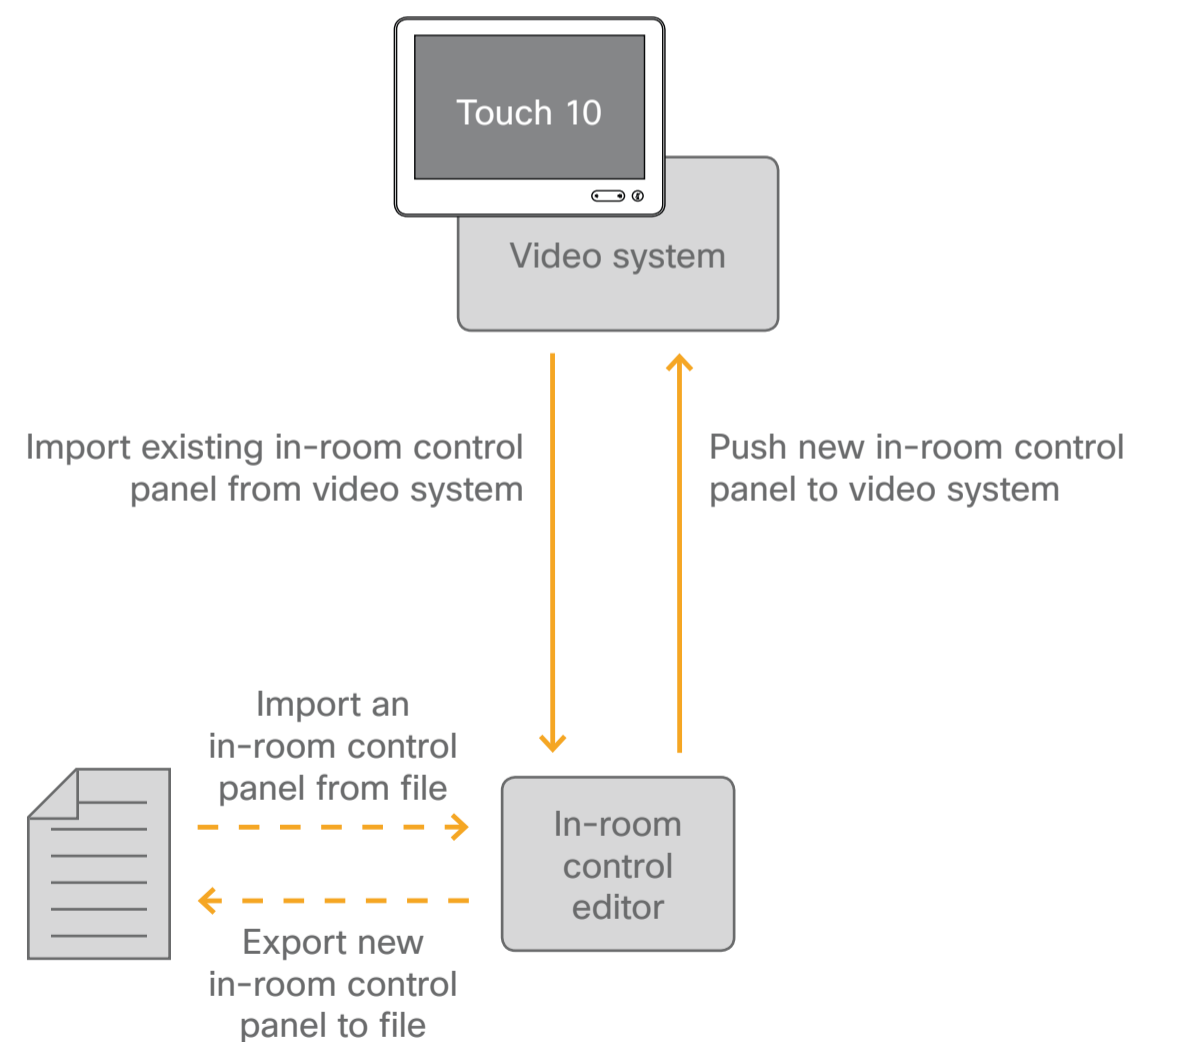 Touch 10
Video system
Import existing in-room control
panel from video system
Push new in-room control
panel to video system
Import an
in-room control
panel from file
In-room
control
editor
Export new
in-room control
panel to file